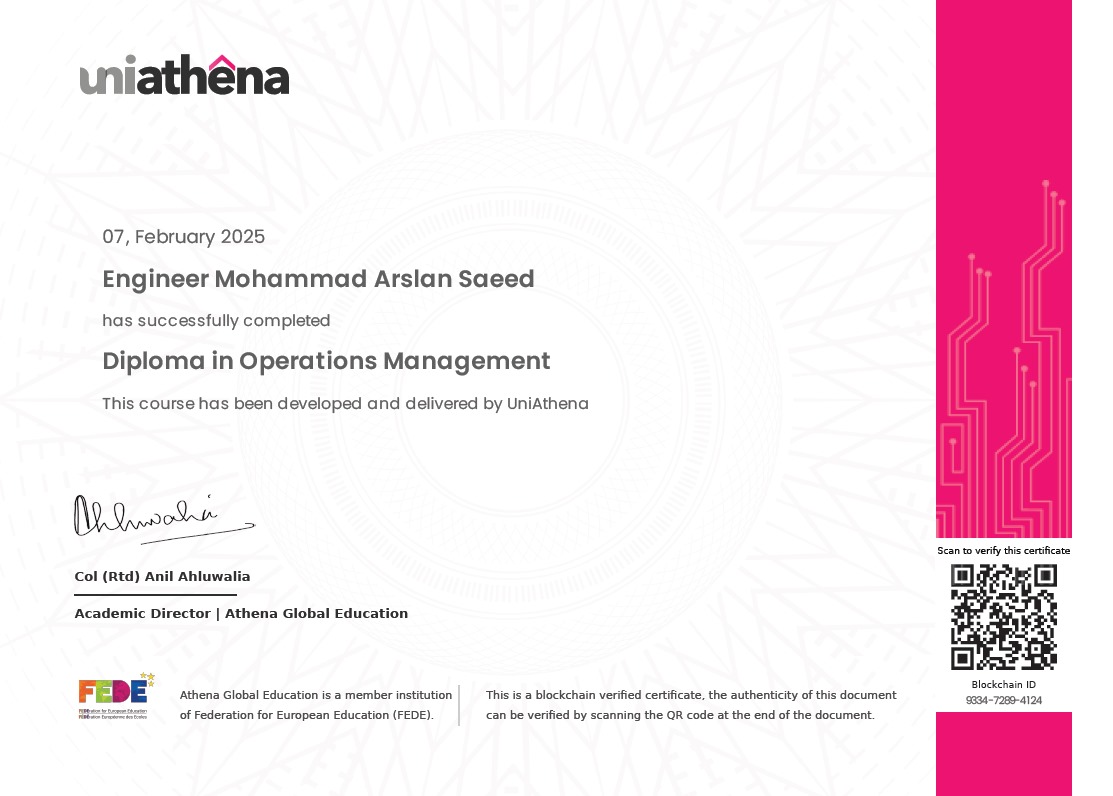 uniathena
07, February 2025
Engineer Mohammad Arslan Saeed
has successfully completed
Diploma in Operations Management
This course has been developed and delivered by UniAthena
Ahluwalia
Col (Rtd) Anil Ahluwalia
Academic Director | Athena Global Education
Scan to verify this certificate
Blockchain ID
9334-7289-4124
FEDE
Federation for European Education
Fédération Européenne des Ecoles
Athena Global Education is a member institution
of Federation for European Education (FEDE).
This is a blockchain verified certificate, the authenticity of this document
can be verified by scanning the QR code at the end of the document.